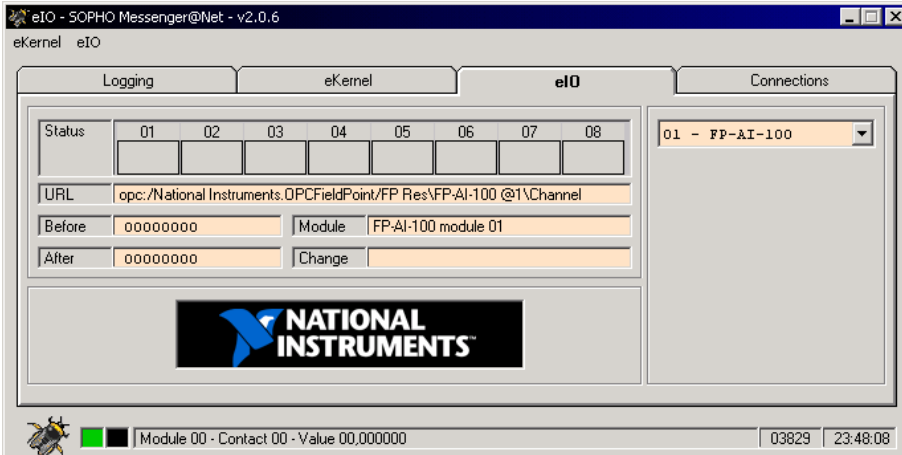 eIO - SOPHO Messenger@Net - v2.0.6
eKernel eIO
Logging eKernel eIO Connections
Status 01 02 03 04 05 06 07 08
01 - FP-AI-100
URL opc:/National Instruments.OPCFieldPoint/FP Res\FP-AI-100 @1\Channel
Before 00000000 Module FP-AI-100 module 01
After 00000000 Change
NATIONAL
INSTRUMENTS™
Module 00 - Contact 00 - Value 00,000000 03829 23:48:08